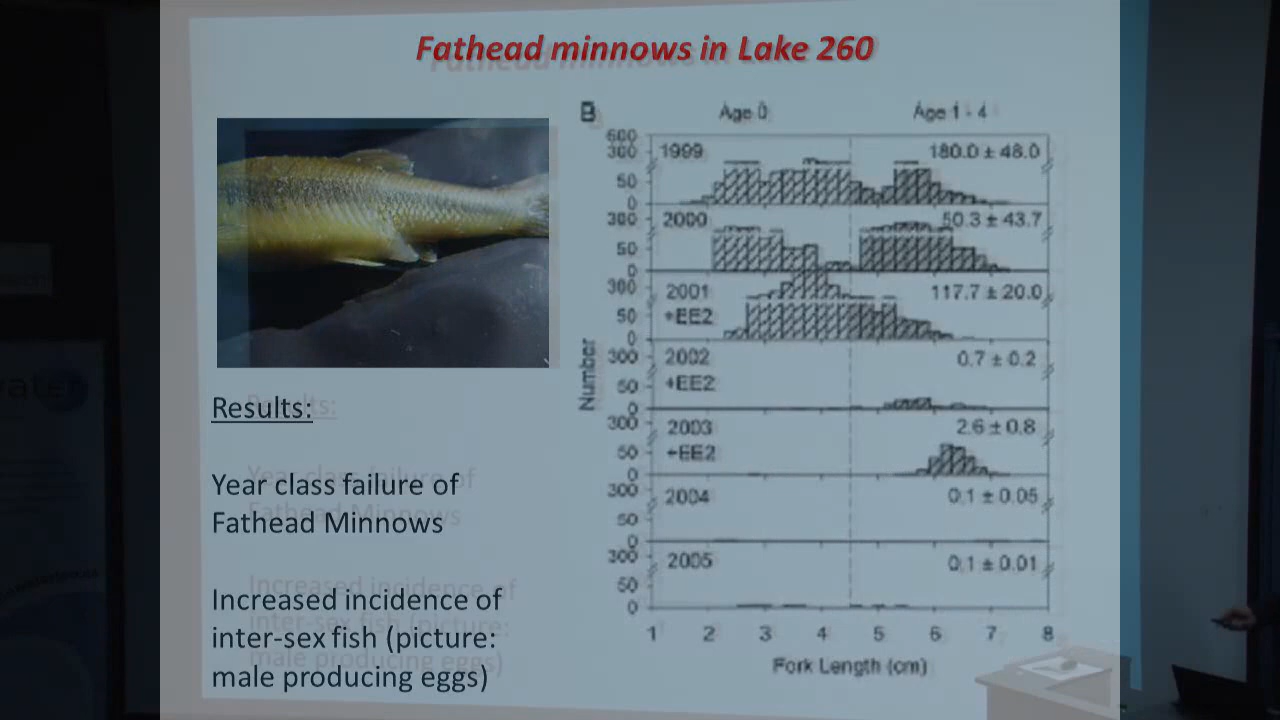 Fathead minnows in Lake 260
Results:
Year class failure of
Fathead Minnows
Increased incidence of
inter-sex fish (picture:
male producing eggs)
B
Age 0 Age 1 - 4
600
300 1999 180.0 ± 48.0
50
0
300 2000 50.3 ± 43.7
50
0
300 2001 117.7 ± 20.0
50 +EE2
0
300 2002 0.7 ± 0.2
50 +EE2
0
300 2003 2.6 ± 0.8
50 +EE2
0
300 2004 0.1 ± 0.05
50
0
300 2005 0.1 ± 0.01
50
0
Number
1 2 3 4 5 6 7 8
Fork Length (cm)